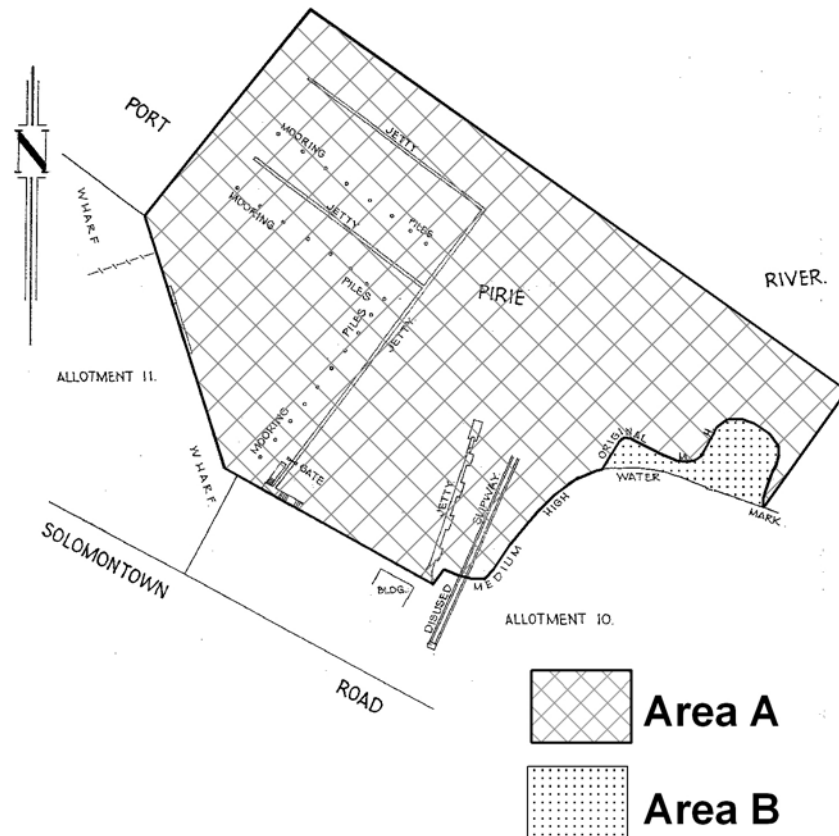 PORT
N
WHARF
MOORING
JETTY
MOORING
JETTY
PILES
PIRIE
RIVER.
PILES
PILES
JETTY
ALLOTMENT 11.
MOORING
GATE
WHARF
ORIGINAL
M
H
WATER
MARK.
HIGH
MEDIUM
JETTY
SLIPWAY
DISUSED
BLDG.
ALLOTMENT 10.
SOLOMONTOWN
ROAD
Area A
Area B